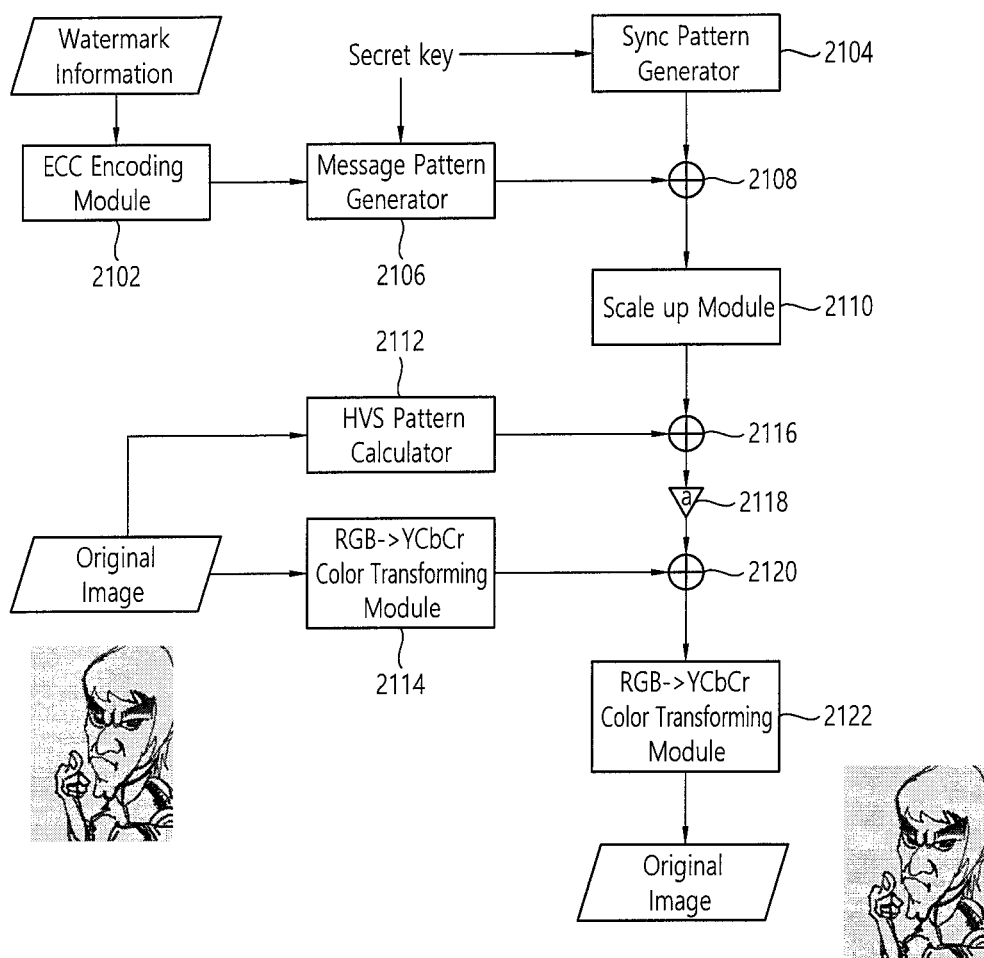 Watermark
Information
Secret key
Sync Pattern
Generator
2104
ECC Encoding
Module
2102
Message Pattern
Generator
2106
2108
Scale up Module
2110
2112
HVS Pattern
Calculator
2116
a
2118
Original
Image
RGB->YCbCr
Color Transforming
Module
2114
2120
RGB->YCbCr
Color Transforming
Module
2122
Original
Image